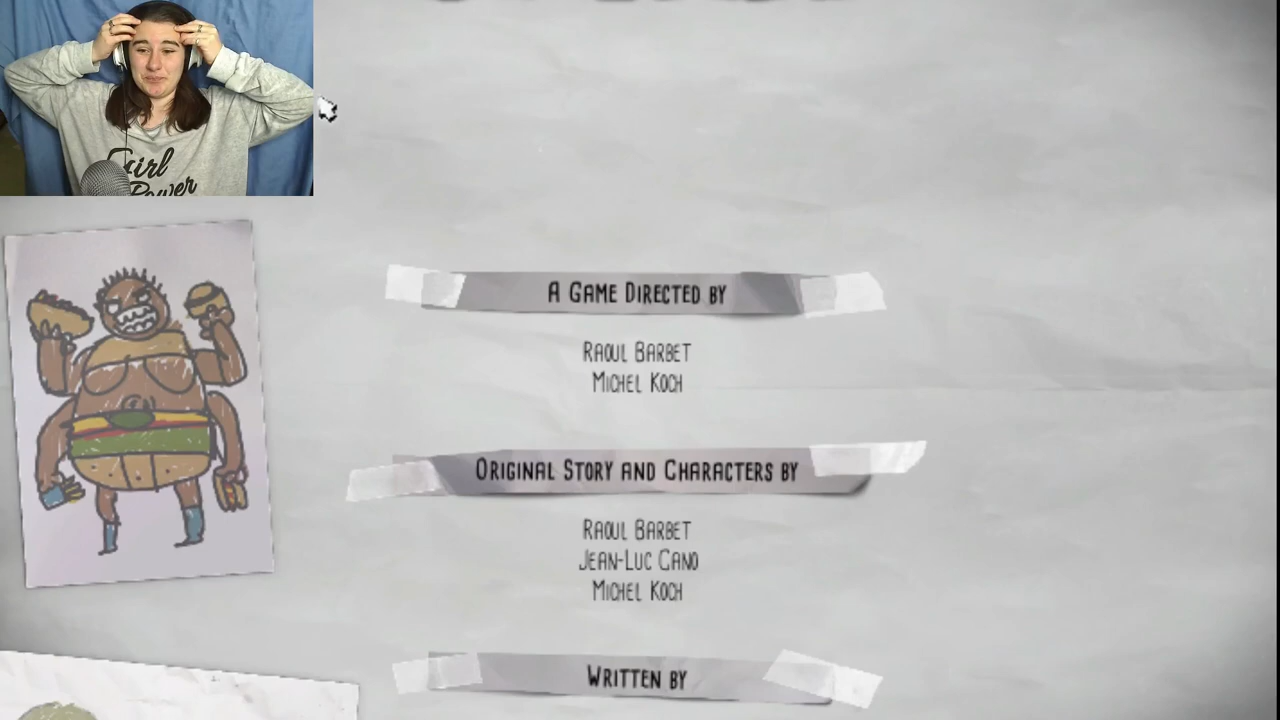 Girl
Power
A GAME DIRECTED BY
RAOUL BARBET
MICHEL KOCH
ORIGINAL STORY AND CHARACTERS BY
RAOUL BARBET
JEAN-LUC CANO
MICHEL KOCH
WRITTEN BY